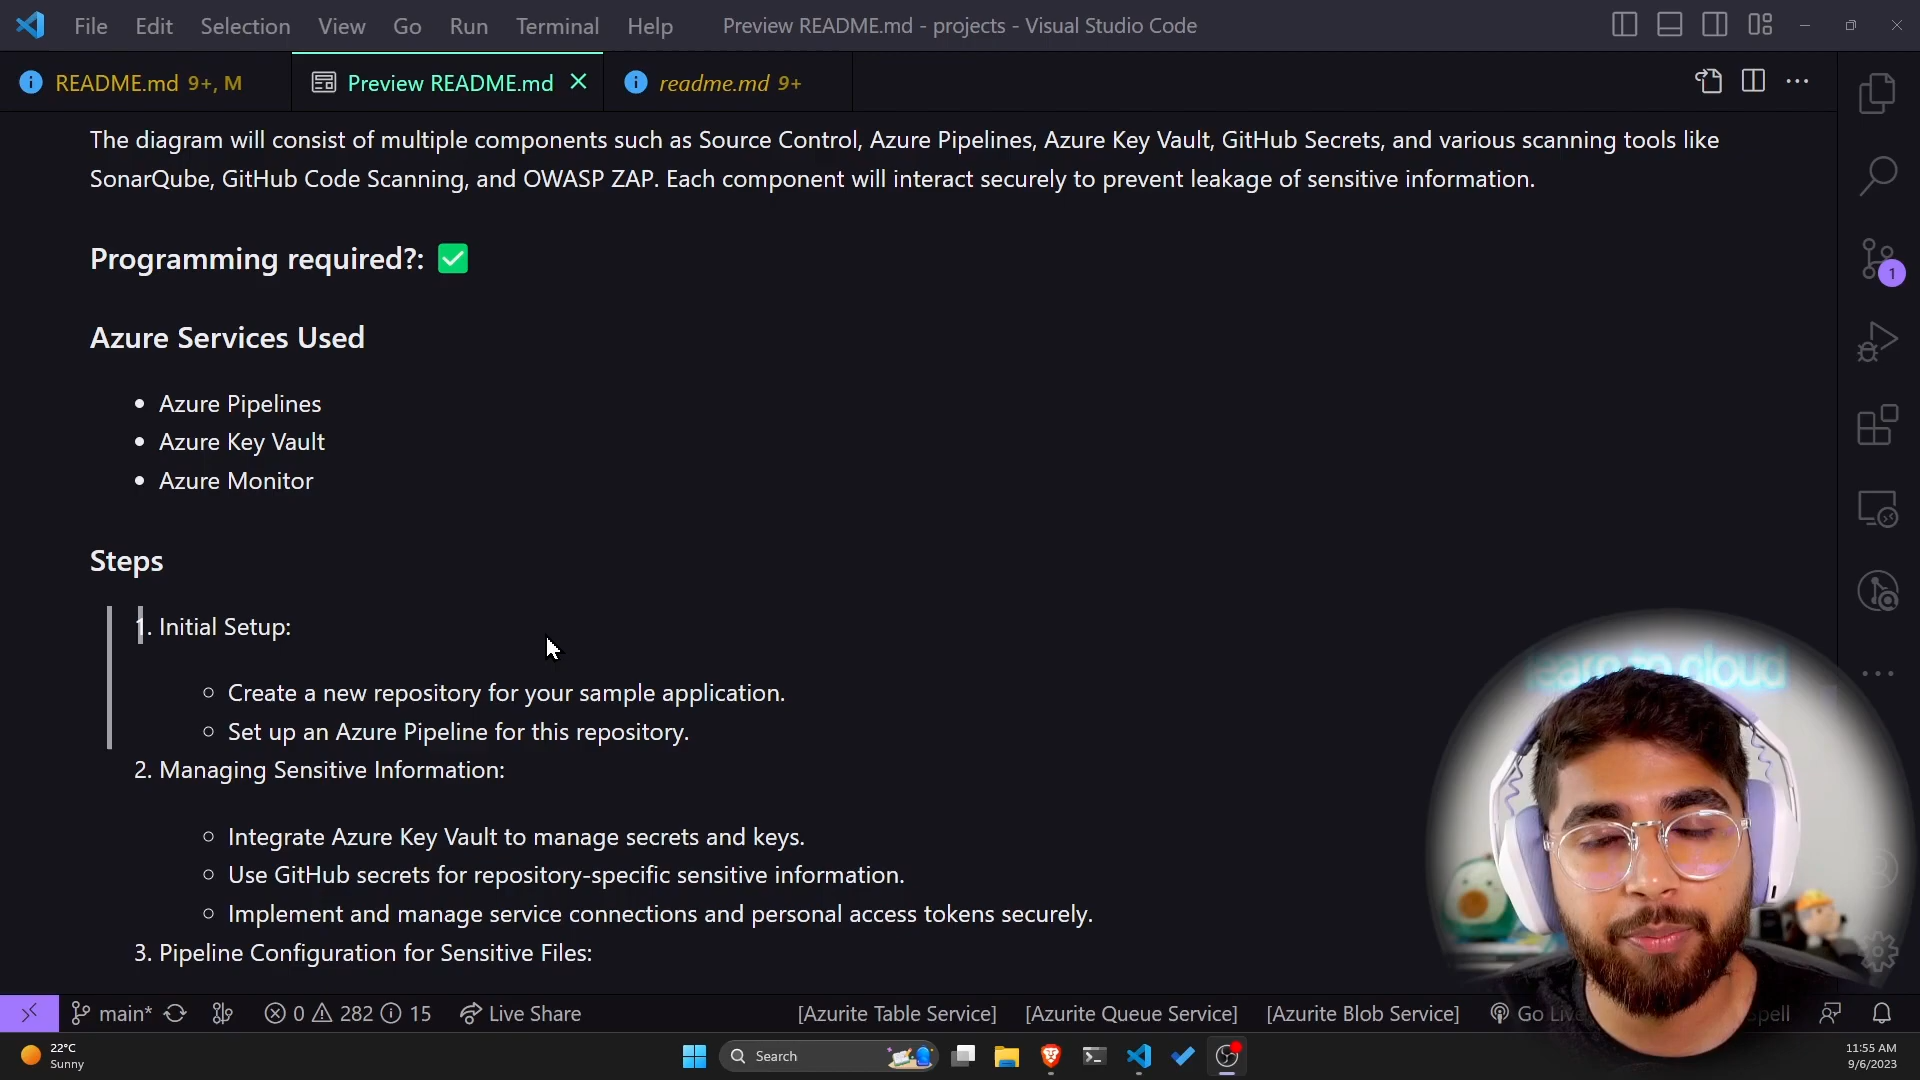 File Edit Selection View Go Run Terminal Help Preview README.md - projects - Visual Studio Code
README.md 9+, M Preview README.md readme.md 9+
The diagram will consist of multiple components such as Source Control, Azure Pipelines, Azure Key Vault, GitHub Secrets, and various scanning tools like
SonarQube, GitHub Code Scanning, and OWASP ZAP. Each component will interact securely to prevent leakage of sensitive information.
Programming required?: ✅
Azure Services Used
• Azure Pipelines
• Azure Key Vault
• Azure Monitor
Steps
1. Initial Setup:
○ Create a new repository for your sample application.
○ Set up an Azure Pipeline for this repository.
2. Managing Sensitive Information:
○ Integrate Azure Key Vault to manage secrets and keys.
○ Use GitHub secrets for repository-specific sensitive information.
○ Implement and manage service connections and personal access tokens securely.
3. Pipeline Configuration for Sensitive Files:
1
learn to cloud
main* 0 282 15 Live Share [Azurite Table Service] [Azurite Queue Service] [Azurite Blob Service] Go Spell
22°C
Sunny
Search
11:55 AM
9/6/2023